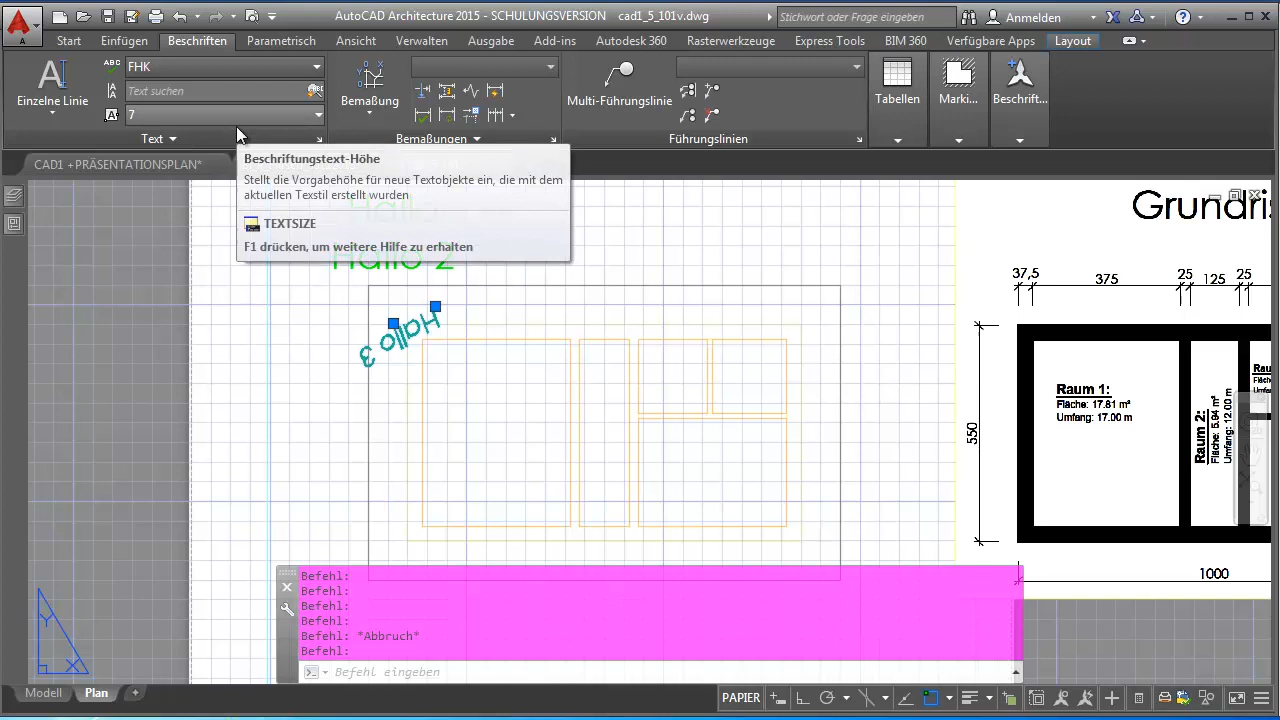 AutoCAD Architecture 2015 - SCHULUNGSVERSION cad1_5_101v.dwg
Stichwort oder Frage eingeben
Anmelden
Start Einfügen Beschriften Parametrisch Ansicht Verwalten Ausgabe Add-ins Autodesk 360 Rasterwerkzeuge Express Tools BIM 360 Verfügbare Apps Layout
Einzelne Linie
ABC
FHK
Text suchen
7
Bemaßung
Multi-Führungslinie
Tabellen
Marki...
Beschrift...
Text
Bemaßungen
Führungslinien
CAD1 +PRÄSENTATIONSPLAN*
Beschriftungstext-Höhe
Stellt die Vorgabehöhe für neue Textobjekte ein, die mit dem
aktuellen Texstil erstellt wurden
TEXTSIZE
F1 drücken, um weitere Hilfe zu erhalten
Hallo
Hallo 2
Hallo 3
Grundris
37,5 375 25 125 25
550
Raum 1:
Fläche: 17.81 m²
Umfang: 17.00 m
Raum 2:
Fläche: 5.94 m²
Umfang: 12.00 m
Raum
1000
Befehl:
Befehl:
Befehl:
Befehl:
Befehl: *Abbruch*
Befehl:
Befehl eingeben
Y
X
Modell Plan +
PAPIER